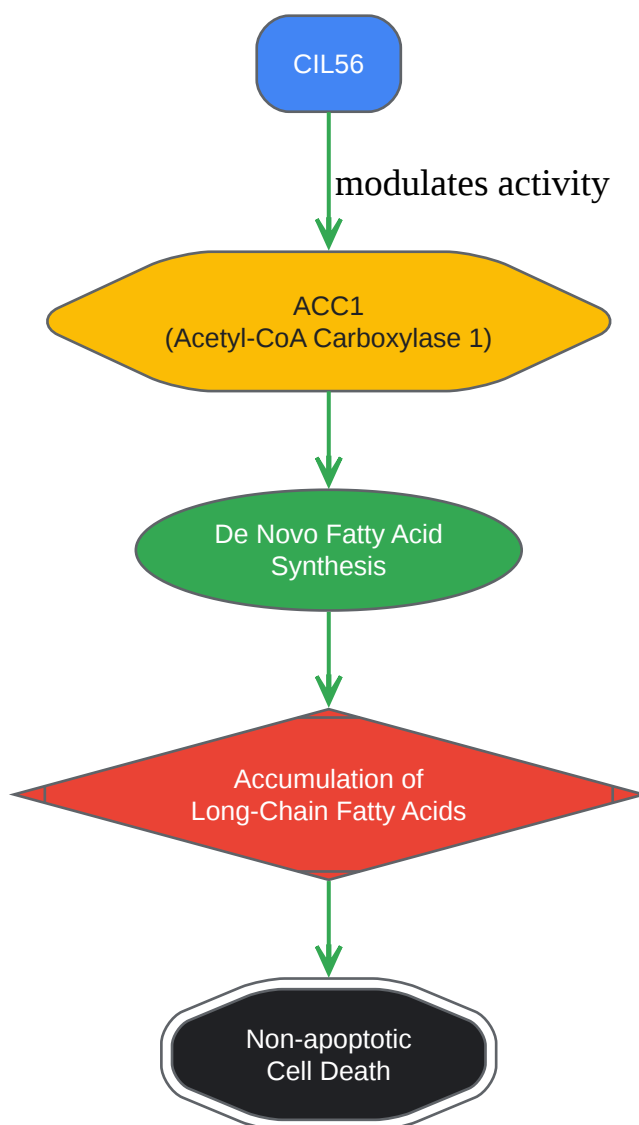 CIL56
modulates activity
ACC1
(Acetyl-CoA Carboxylase 1)
De Novo Fatty Acid
Synthesis
Accumulation of
Long-Chain Fatty Acids
Non-apoptotic
Cell Death